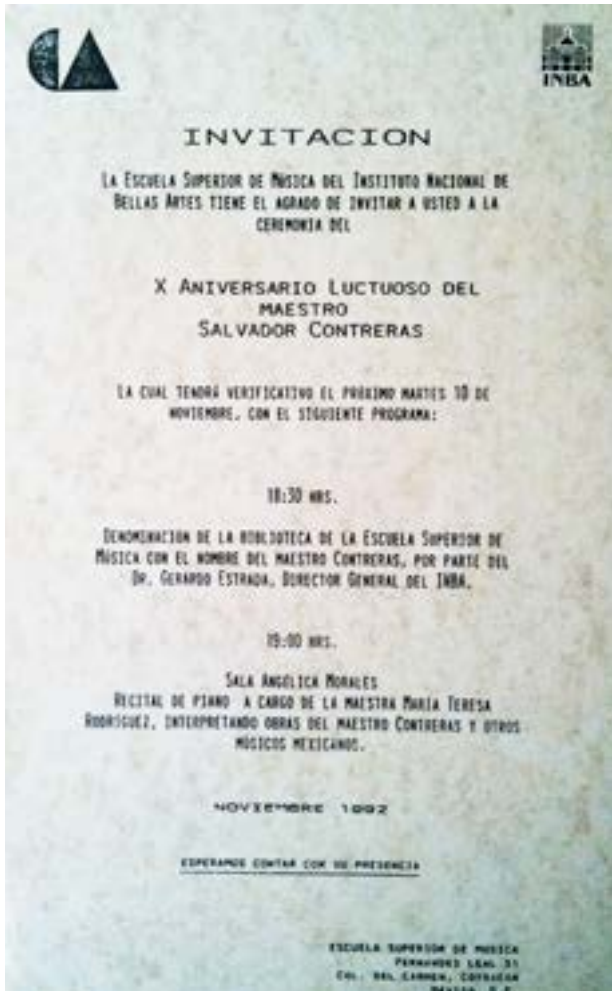 CA
INBA
INVITACION
LA ESCUELA SUPERIOR DE MÚSICA DEL INSTITUTO NACIONAL DE
BELLAS ARTES TIENE EL AGRADO DE INVITAR A USTED A LA
CEREMONIA DEL
X ANIVERSARIO LUCTUOSO DEL
MAESTRO
SALVADOR CONTRERAS
LA CUAL TENDRÁ VERIFICATIVO EL PRÓXIMO MARTES 10 DE
NOVIEMBRE, CON EL SIGUIENTE PROGRAMA:
18:30 HRS.
DENOMINACION DE LA BIBLIOTECA DE LA ESCUELA SUPERIOR DE
MÚSICA CON EL NOMBRE DEL MAESTRO CONTRERAS, POR PARTE DEL
DR. GERARDO ESTRADA, DIRECTOR GENERAL DEL INBA.
19:00 HRS.
SALA ANGÉLICA MORALES
RECITAL DE PIANO A CARGO DE LA MAESTRA MARÍA TERESA
RODRÍGUEZ, INTERPRETANDO OBRAS DEL MAESTRO CONTRERAS Y OTROS
MÚSICOS MEXICANOS.
NOVIEMBRE 1992
ESPERAMOS CONTAR CON SU PRESENCIA
ESCUELA SUPERIOR DE MUSICA
FERNANDEZ LEAL 31
COL. DEL CARMEN, COYOACAN
MEXICO, D.F.